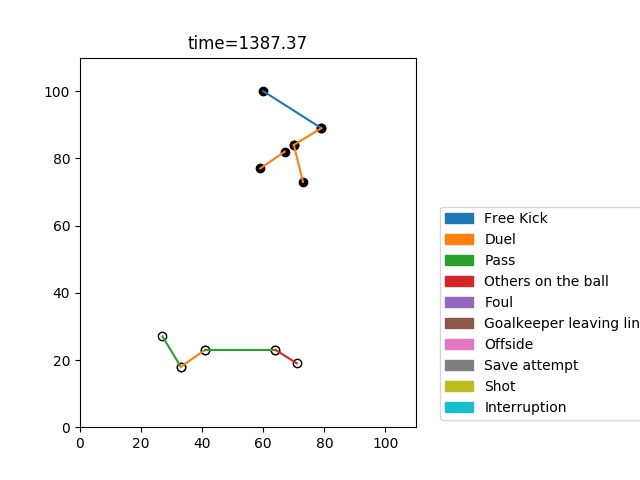 time=1387.37
100
80
60
40
20
0
0 20 40 60 80 100
Free Kick
Duel
Pass
Others on the ball
Foul
Goalkeeper leaving lin
Offside
Save attempt
Shot
Interruption